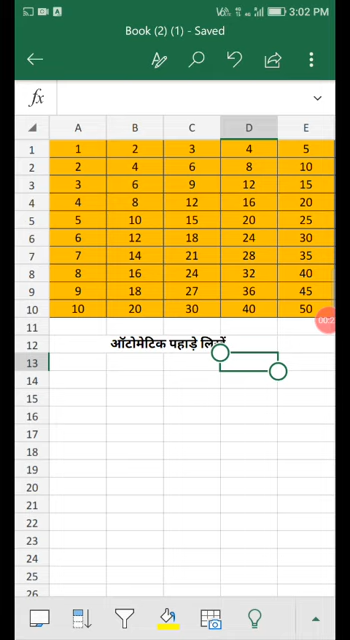 3:02 PM
Book (2) (1) - Saved
fx
A B C D E
1 1 2 3 4 5
2 2 4 6 8 10
3 3 6 9 12 15
4 4 8 12 16 20
5 5 10 15 20 25
6 6 12 18 24 30
7 7 14 21 28 35
8 8 16 24 32 40
9 9 18 27 36 45
10 10 20 30 40 50
11
12 ऑटोमेटिक पहाड़े लिखें
13
14
15
16
17
18
19
20
21
22
23
24
25
26